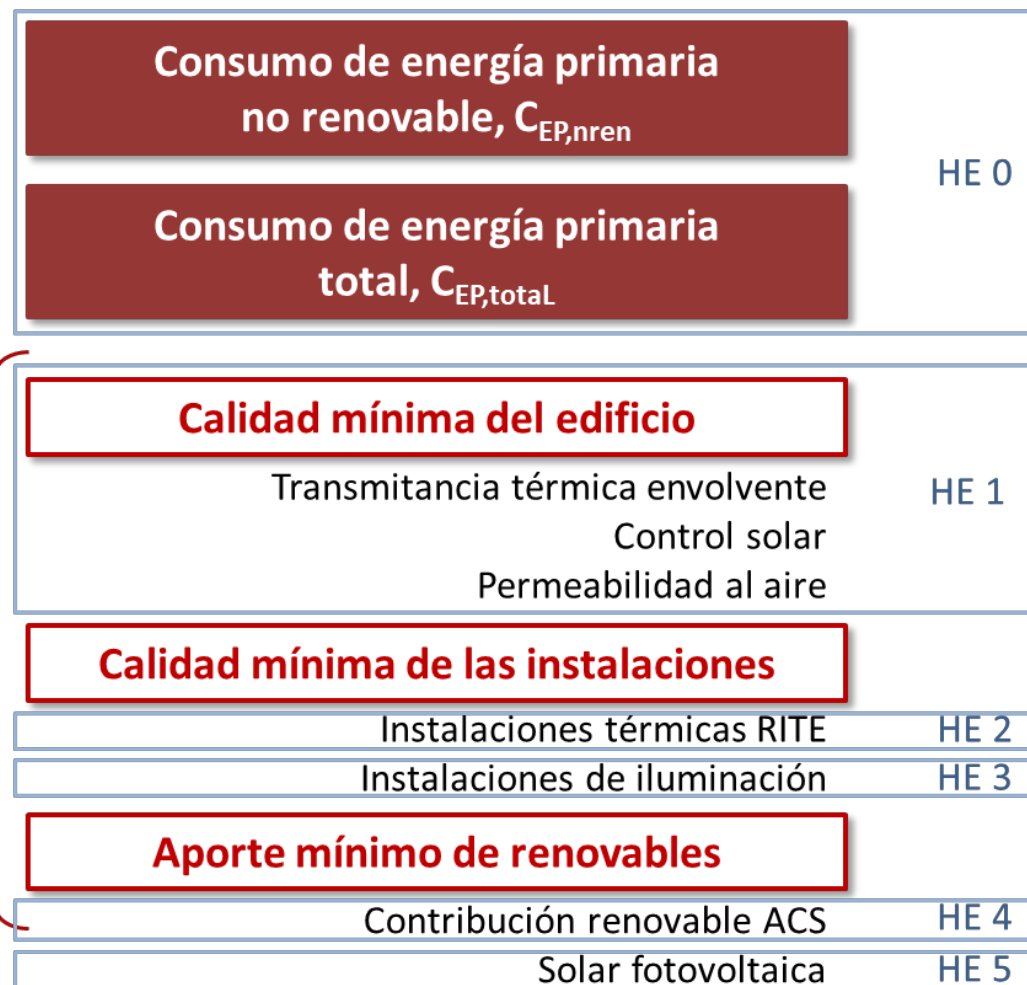 Consumo de energía primaria
no renovable, C_EP,nren
HE 0
Consumo de energía primaria
total, C_EP,totaL
Calidad mínima del edificio
Transmitancia térmica envolvente
HE 1
Control solar
Permeabilidad al aire
Calidad mínima de las instalaciones
Instalaciones térmicas RITE HE 2
Instalaciones de iluminación HE 3
Aporte mínimo de renovables
Contribución renovable ACS HE 4
Solar fotovoltaica HE 5